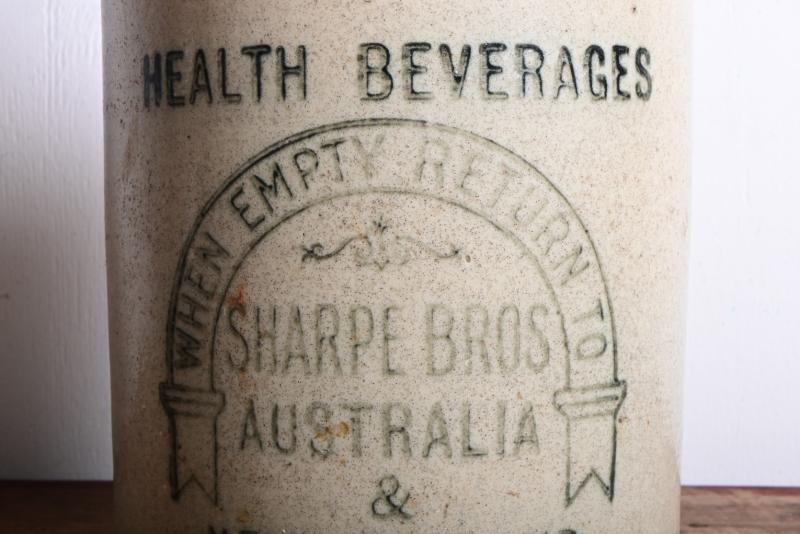 HEALTH BEVERAGES
WHEN EMPTY RETURN TO
SHARPE BROS
AUSTRALIA
&